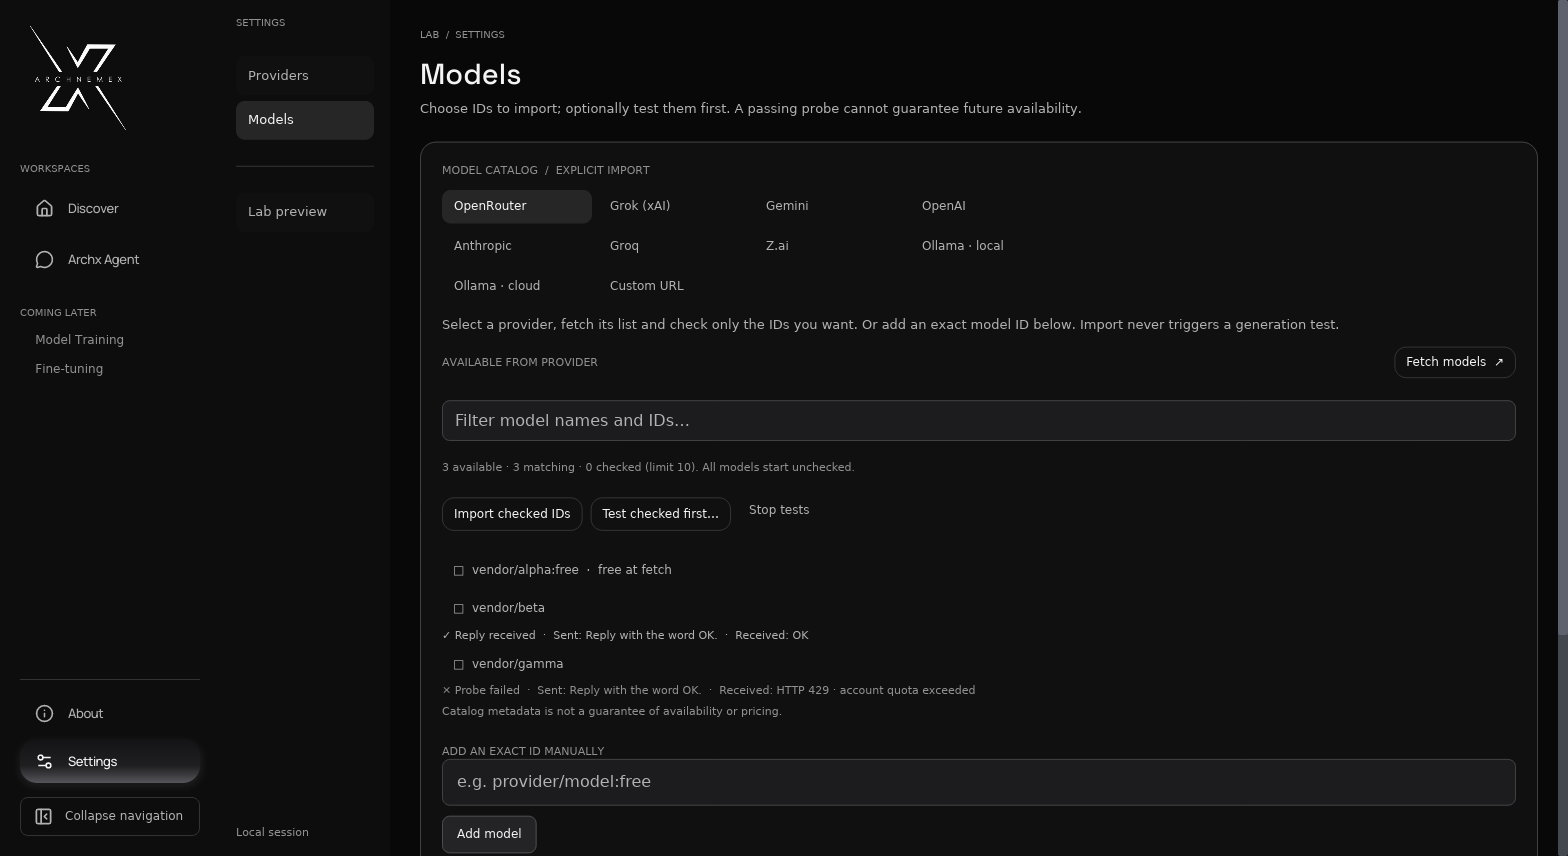 ARCHNEMEX
WORKSPACES
Discover
Archx Agent
COMING LATER
Model Training
Fine-tuning
About
Settings
Collapse navigation
SETTINGS
Providers
Models
Lab preview
Local session
LAB / SETTINGS
Models
Choose IDs to import; optionally test them first. A passing probe cannot guarantee future availability.
MODEL CATALOG / EXPLICIT IMPORT
OpenRouter Grok (xAI) Gemini OpenAI
Anthropic Groq Z.ai Ollama · local
Ollama · cloud Custom URL
Select a provider, fetch its list and check only the IDs you want. Or add an exact model ID below. Import never triggers a generation test.
AVAILABLE FROM PROVIDER Fetch models ↗
Filter model names and IDs…
3 available · 3 matching · 0 checked (limit 10). All models start unchecked.
Import checked IDs Test checked first… Stop tests
☐ vendor/alpha:free · free at fetch
☐ vendor/beta
✓ Reply received · Sent: Reply with the word OK. · Received: OK
☐ vendor/gamma
✕ Probe failed · Sent: Reply with the word OK. · Received: HTTP 429 · account quota exceeded
Catalog metadata is not a guarantee of availability or pricing.
ADD AN EXACT ID MANUALLY
e.g. provider/model:free
Add model